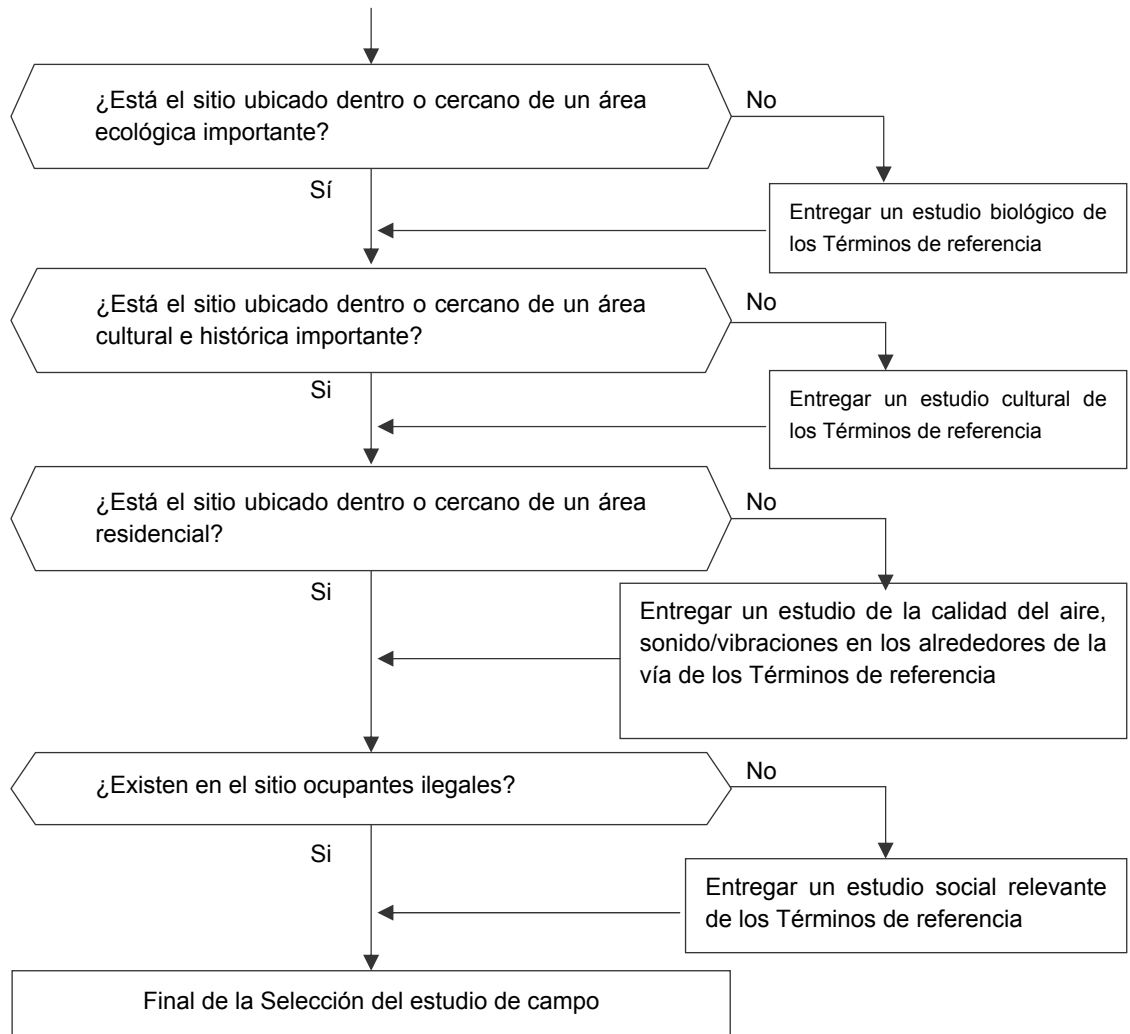 ¿Está el sitio ubicado dentro o cercano de un área
ecológica importante?
No
Sí
Entregar un estudio biológico de
los Términos de referencia
¿Está el sitio ubicado dentro o cercano de un área
cultural e histórica importante?
No
Si
Entregar un estudio cultural de
los Términos de referencia
¿Está el sitio ubicado dentro o cercano de un área
residencial?
No
Si
Entregar un estudio de la calidad del aire,
sonido/vibraciones en los alrededores de la
vía de los Términos de referencia
¿Existen en el sitio ocupantes ilegales?
No
Si
Entregar un estudio social relevante
de los Términos de referencia
Final de la Selección del estudio de campo